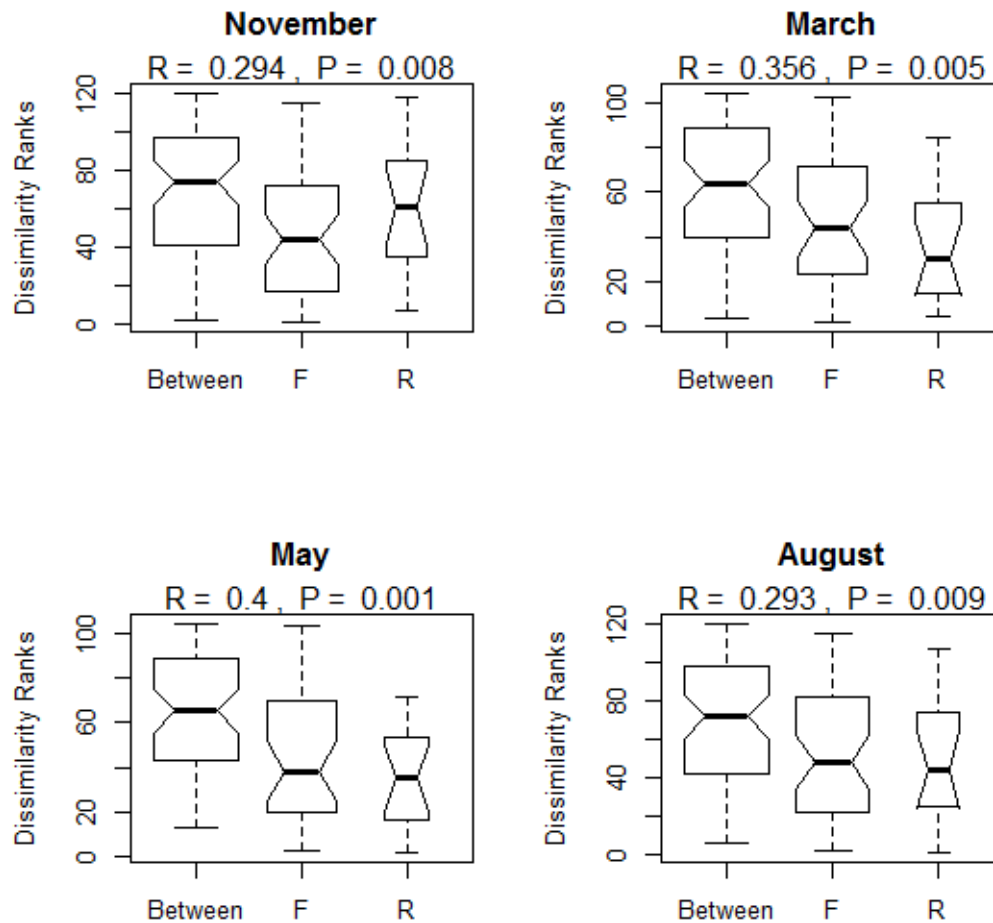 November
R = 0.294 , P = 0.008
Dissimilarity Ranks
0 40 80 120
Between F R
March
R = 0.356 , P = 0.005
Dissimilarity Ranks
0 20 60 100
Between F R
May
R = 0.4 , P = 0.001
Dissimilarity Ranks
0 20 60 100
Between F R
August
R = 0.293 , P = 0.009
Dissimilarity Ranks
0 40 80 120
Between F R